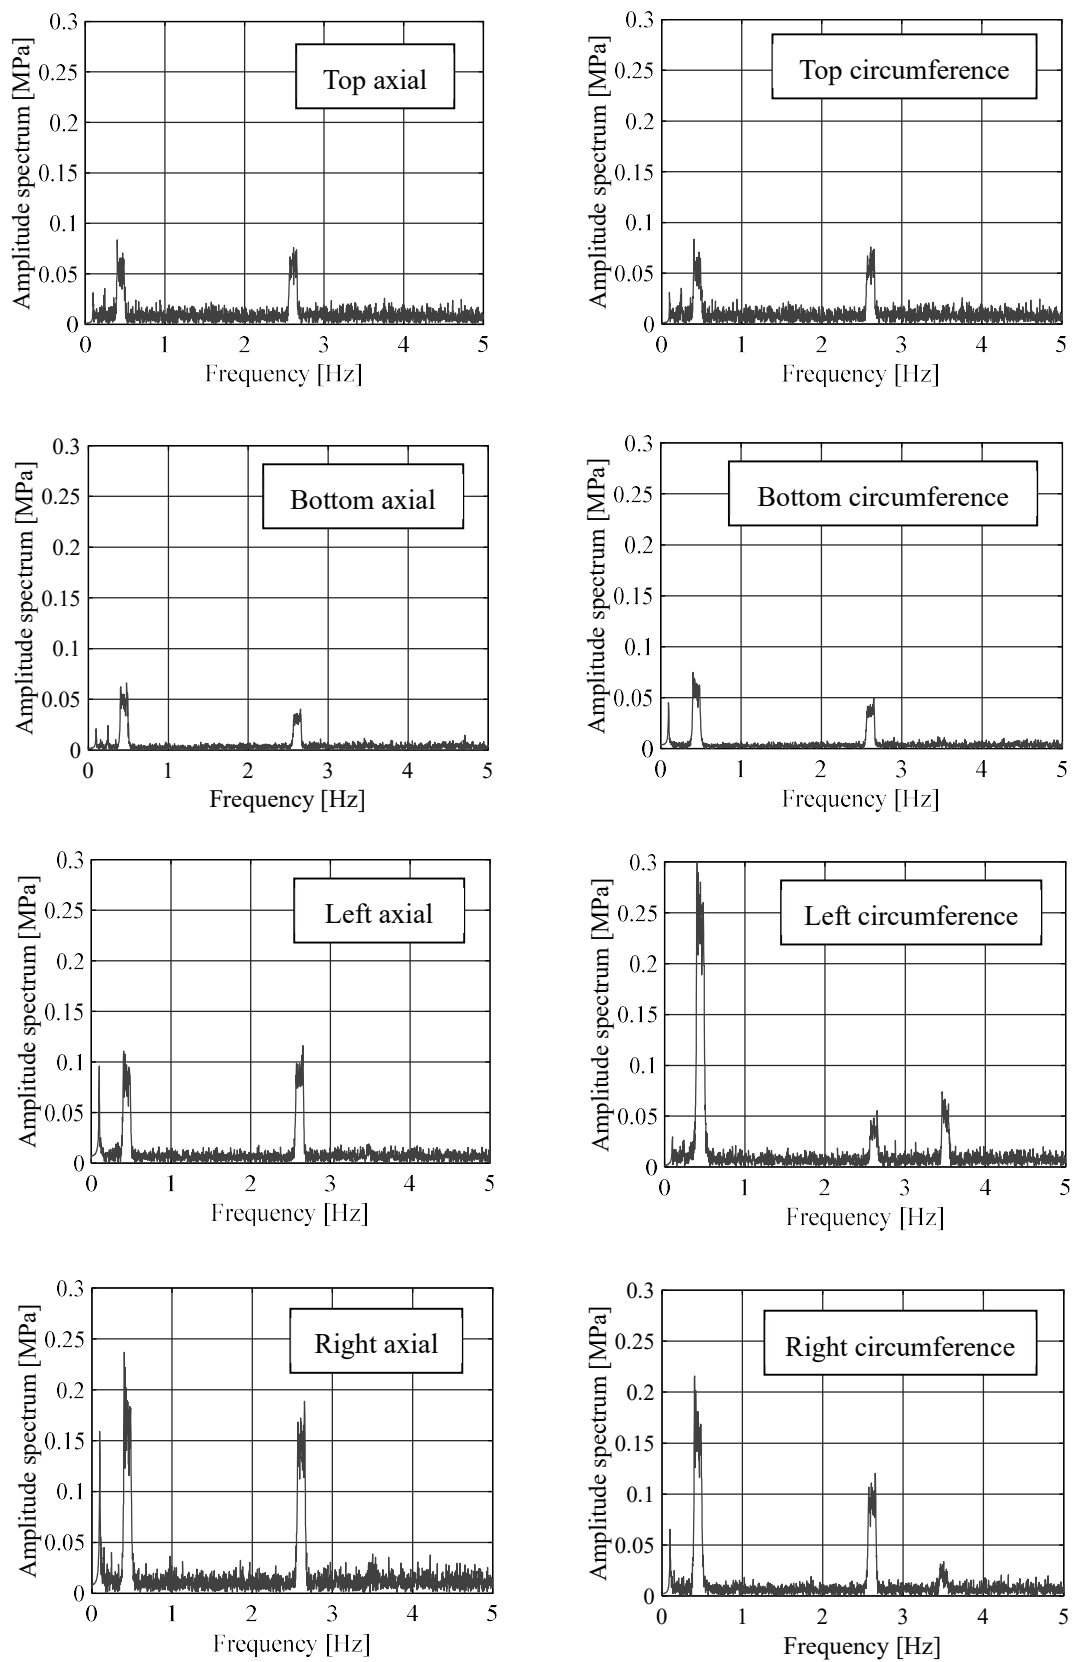 Amplitude spectrum [MPa]
0.3
0.25
0.2
0.15
0.1
0.05
0
Top axial
0 1 2 3 4 5
Frequency [Hz]
Amplitude spectrum [MPa]
0.3
0.25
0.2
0.15
0.1
0.05
0
Top circumference
0 1 2 3 4 5
Frequency [Hz]
Amplitude spectrum [MPa]
0.3
0.25
0.2
0.15
0.1
0.05
0
Bottom axial
0 1 2 3 4 5
Frequency [Hz]
Amplitude spectrum [MPa]
0.3
0.25
0.2
0.15
0.1
0.05
0
Bottom circumference
0 1 2 3 4 5
Frequency [Hz]
Amplitude spectrum [MPa]
0.3
0.25
0.2
0.15
0.1
0.05
0
Left axial
0 1 2 3 4 5
Frequency [Hz]
Amplitude spectrum [MPa]
0.3
0.25
0.2
0.15
0.1
0.05
0
Left circumference
0 1 2 3 4 5
Frequency [Hz]
Amplitude spectrum [MPa]
0.3
0.25
0.2
0.15
0.1
0.05
0
Right axial
0 1 2 3 4 5
Frequency [Hz]
Amplitude spectrum [MPa]
0.3
0.25
0.2
0.15
0.1
0.05
0
Right circumference
0 1 2 3 4 5
Frequency [Hz]